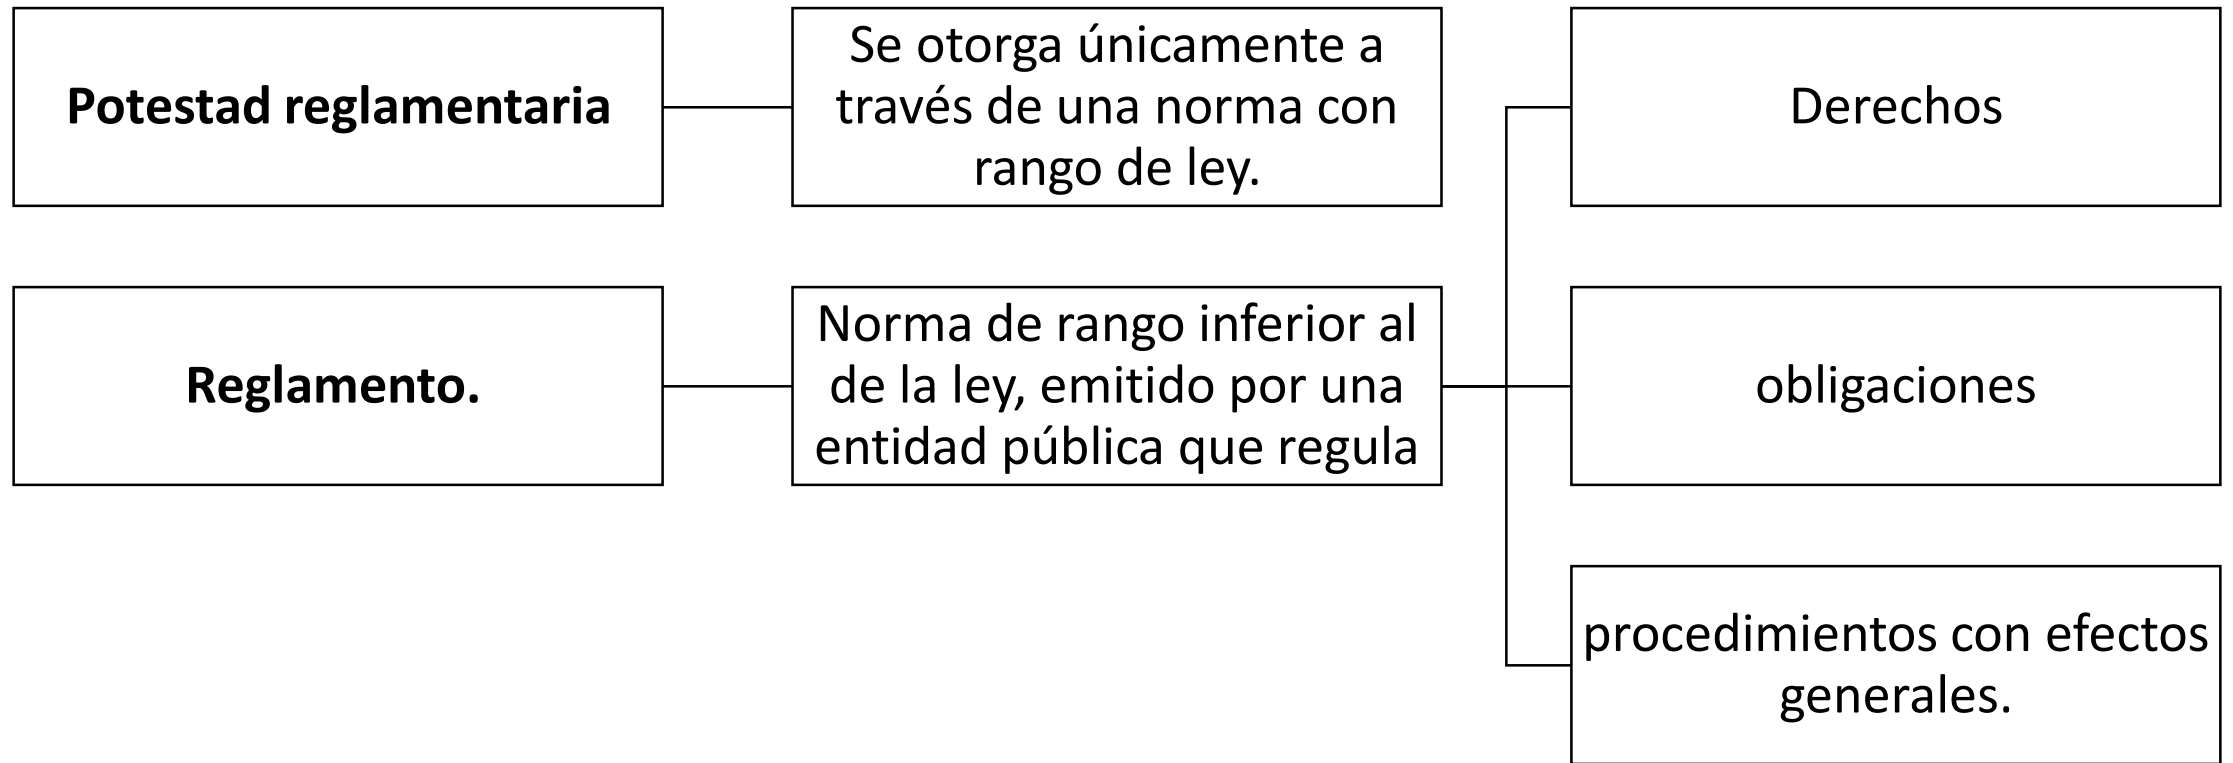 Potestad reglamentaria
Se otorga únicamente a
través de una norma con
rango de ley.
Reglamento.
Norma de rango inferior al
de la ley, emitido por una
entidad pública que regula
Derechos
obligaciones
procedimientos con efectos
generales.